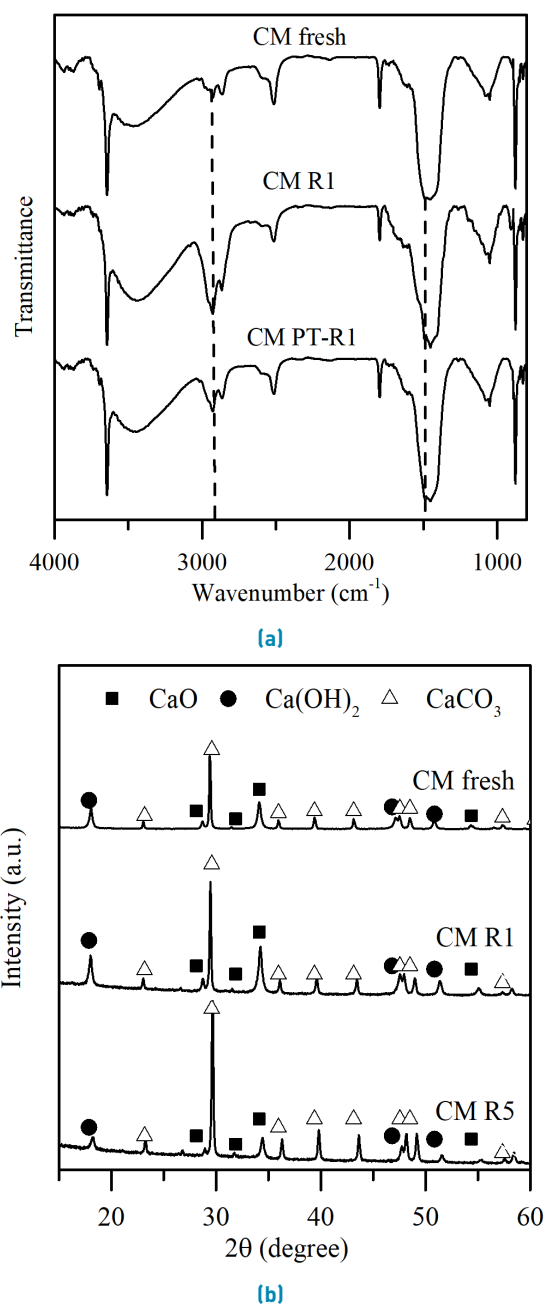 CM fresh
CM R1
CM PT-R1
Transmittance
4000 3000 2000 1000
Wavenumber (cm⁻¹)
(a)
CaO Ca(OH)₂ CaCO₃
CM fresh
CM R1
CM R5
Intensity (a.u.)
20 30 40 50 60
2θ (degree)
(b)